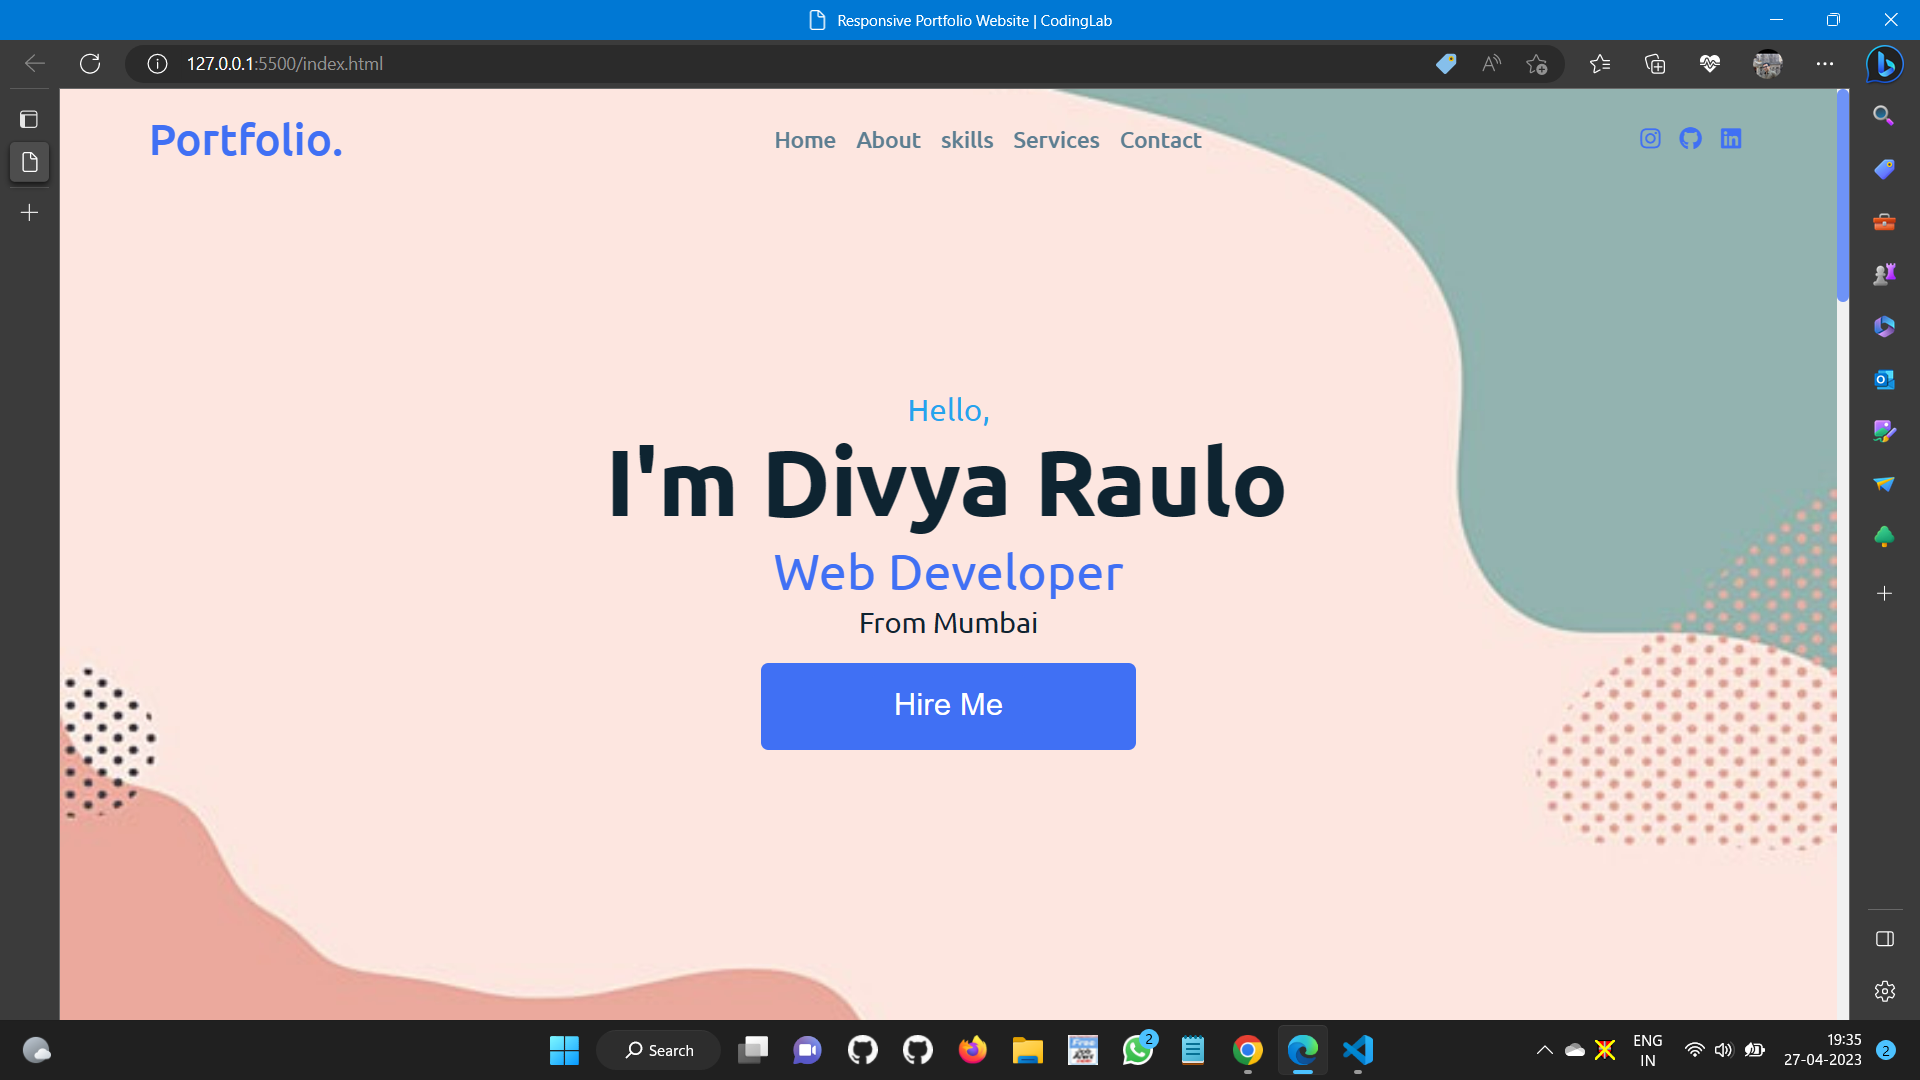 Responsive Portfolio Website | CodingLab
127.0.0.1:5500/index.html
Portfolio.
Home About skills Services Contact
Hello,
I'm Divya Raulo
Web Developer
From Mumbai
Hire Me
Search
2
ENG
IN
19:35
27-04-2023
2